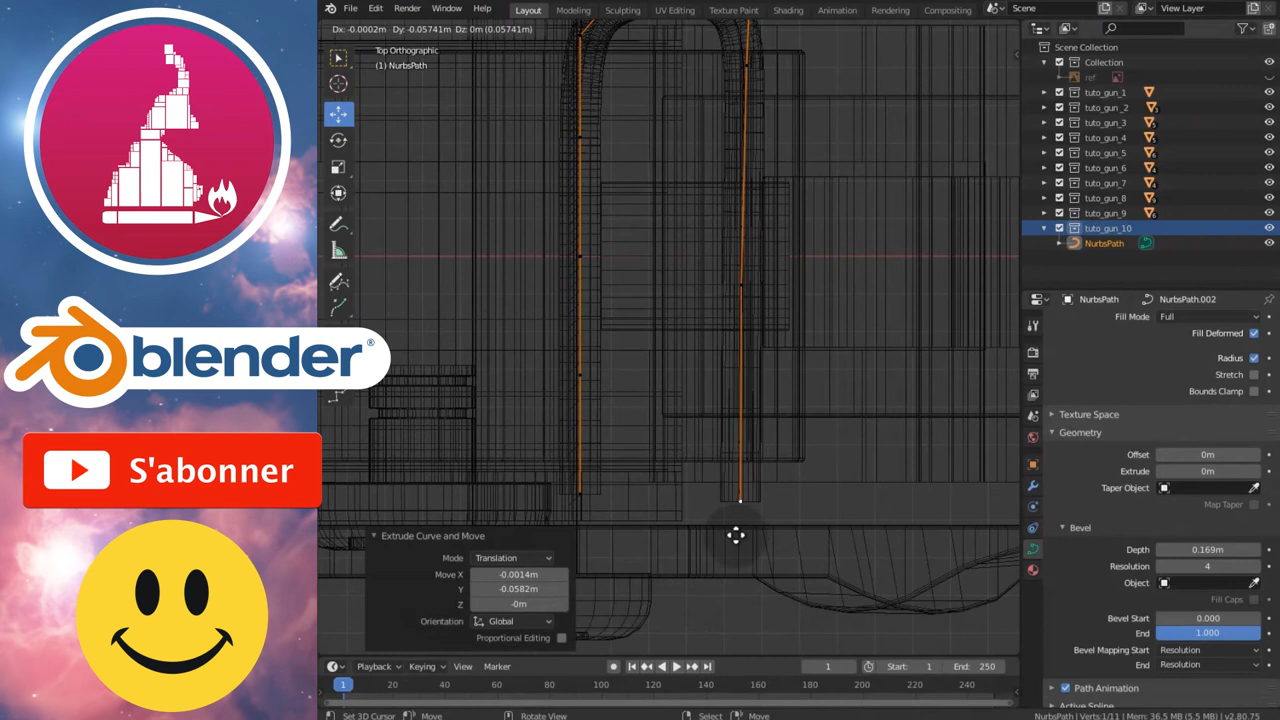 blender®
S'abonner
File Edit Render Window Help
Layout Modeling Sculpting UV Editing Texture Paint Shading Animation Rendering Compositing
Scene
View Layer
Dx: -0.0002m Dy: -0.05741m Dz: 0m (0.05741m)
Top Orthographic
(1) NurbsPath
Scene Collection
Collection
ref
tuto_gun_1
tuto_gun_2
tuto_gun_3
tuto_gun_4
tuto_gun_5
tuto_gun_6
tuto_gun_7
tuto_gun_8
tuto_gun_9
tuto_gun_10
NurbsPath
NurbsPath NurbsPath.002
Fill Mode Full
Fill Deformed
Radius
Stretch
Bounds Clamp
Texture Space
Geometry
Offset 0m
Extrude 0m
Taper Object
Map Taper
Bevel
Depth 0.169m
Resolution 4
Object
Fill Caps
Bevel Start 0.000
End 1.000
Bevel Mapping Start Resolution
End Resolution
Path Animation
Active Spline
Extrude Curve and Move
Mode Translation
Move X -0.0014m
Y -0.0582m
Z -0m
Orientation Global
Proportional Editing
Playback Keying View Marker
1 Start: 1 End: 250
1 20 40 60 80 100 120 140 160 180 200 220 240
Set 3D Cursor Move Rotate View Select Move
NurbsPath | Verts:1/11 | Mem: 36.5 MB (5.5 MB) | v2.80.75